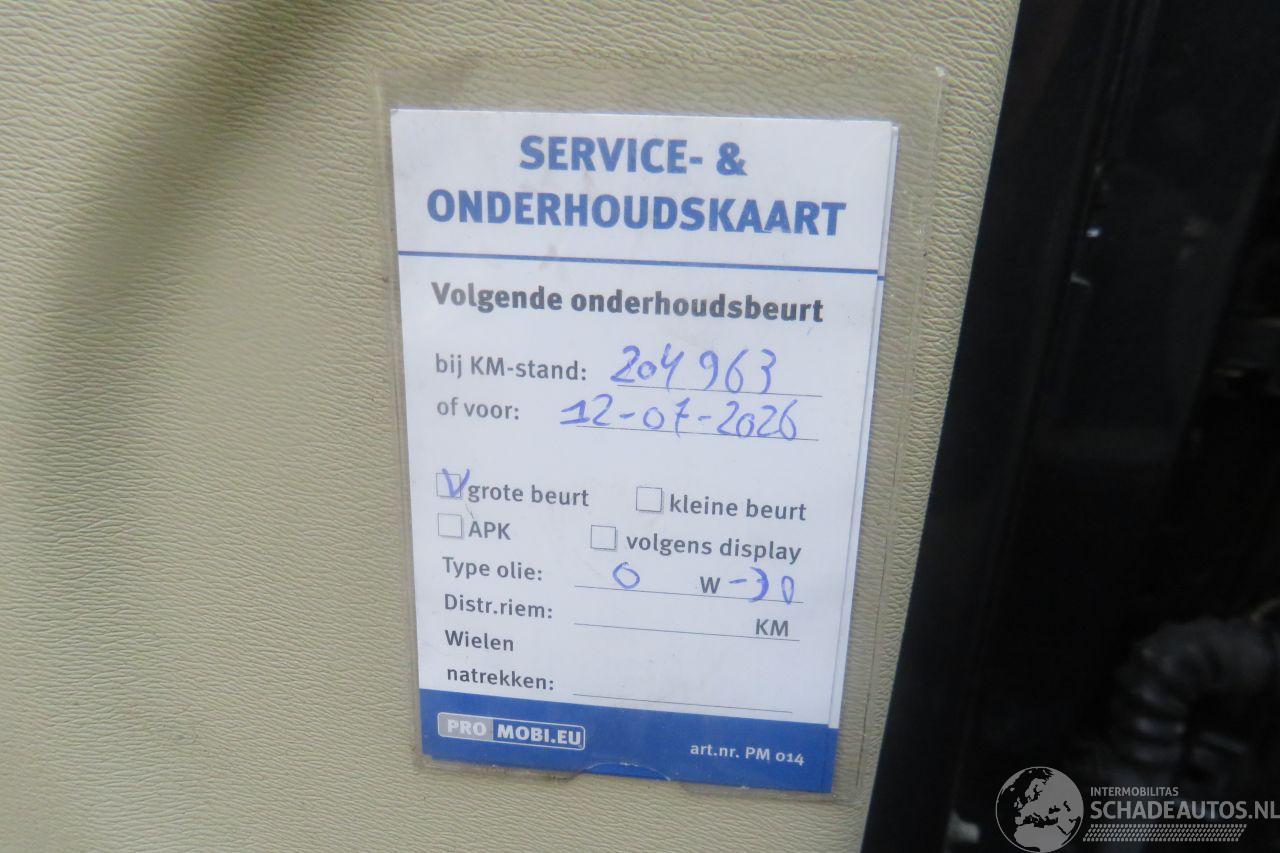 SERVICE- &
ONDERHOUDSKAART
Volgende onderhoudsbeurt
bij KM-stand: 204 963
of voor: 12-07-2026
V grote beurt kleine beurt
APK volgens display
Type olie: 0 W -30
Distr.riem: KM
Wielen
natrekken:
PRO MOBI.EU
art.nr. PM 014
INTERMOBILITAS
SCHADEAUTOS.NL